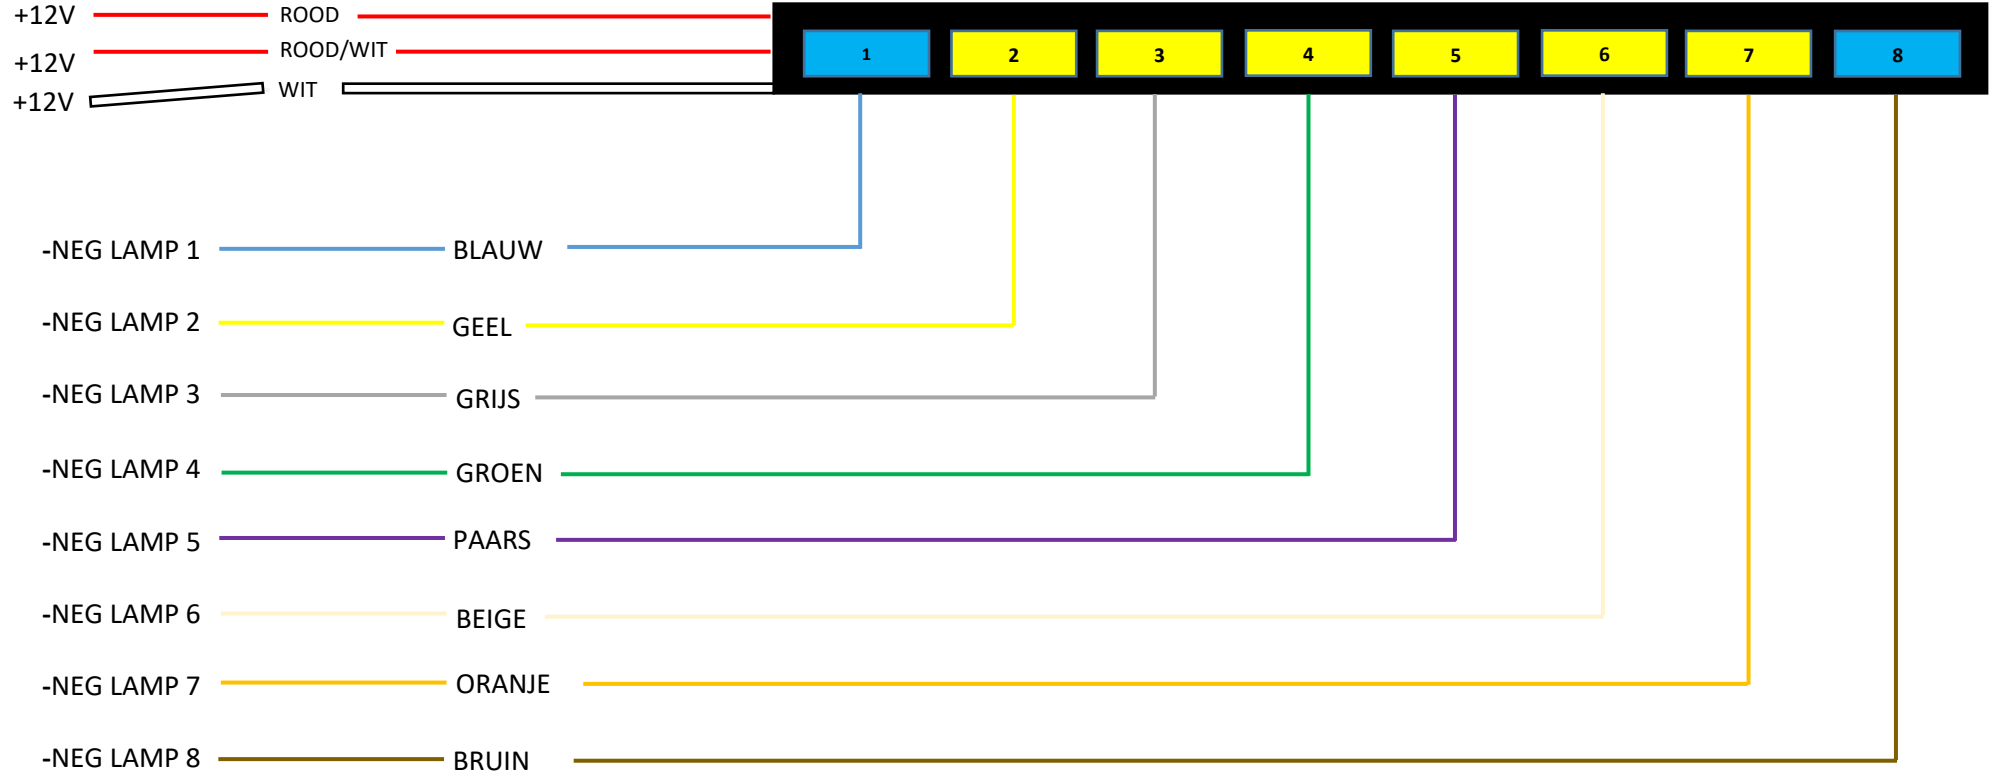 +12V ROOD
+12V ROOD/WIT
+12V WIT
1 2 3 4 5 6 7 8
-NEG LAMP 1 BLAUW
-NEG LAMP 2 GEEL
-NEG LAMP 3 GRIJS
-NEG LAMP 4 GROEN
-NEG LAMP 5 PAARS
-NEG LAMP 6 BEIGE
-NEG LAMP 7 ORANJE
-NEG LAMP 8 BRUIN